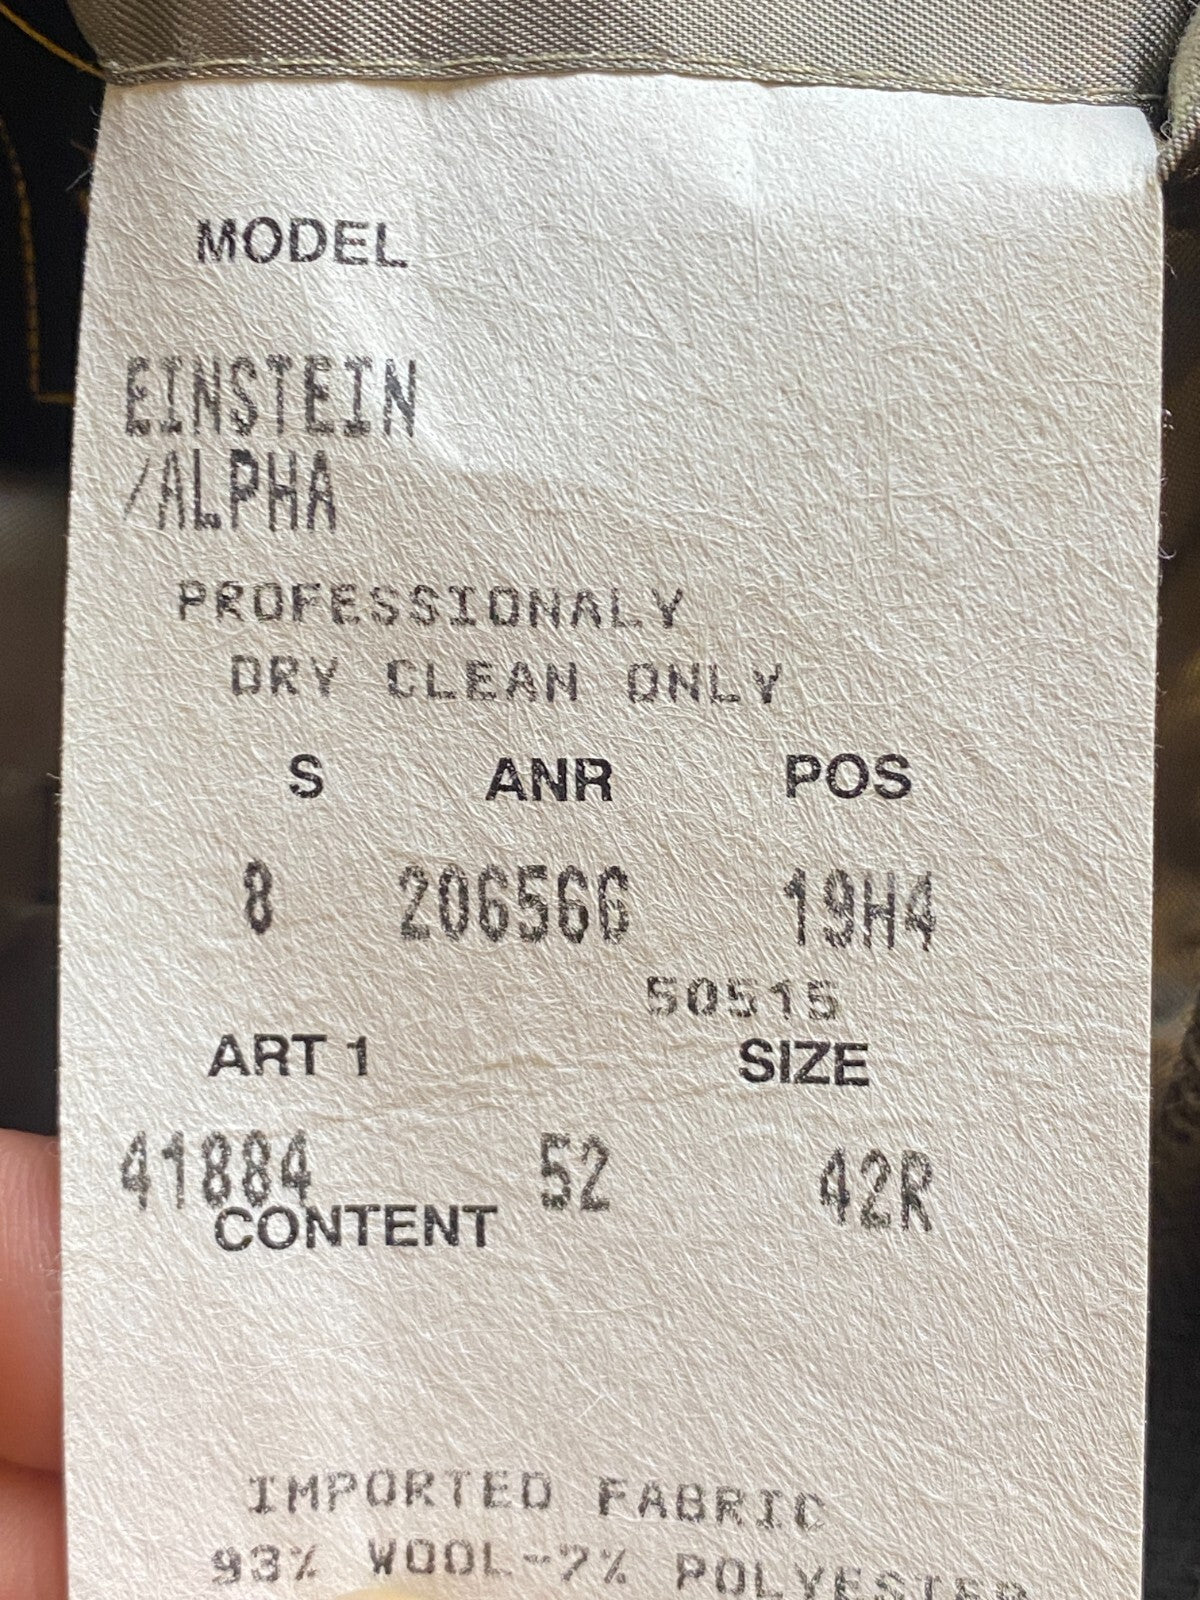 MODEL
EINSTEIN
/ALPHA
PROFESSIONALY
DRY CLEAN ONLY
S ANR POS
8 206566 19H4
50515
ART 1 SIZE
41884 52 42R
CONTENT
IMPORTED FABRIC
93% WOOL-7% POLYESTER